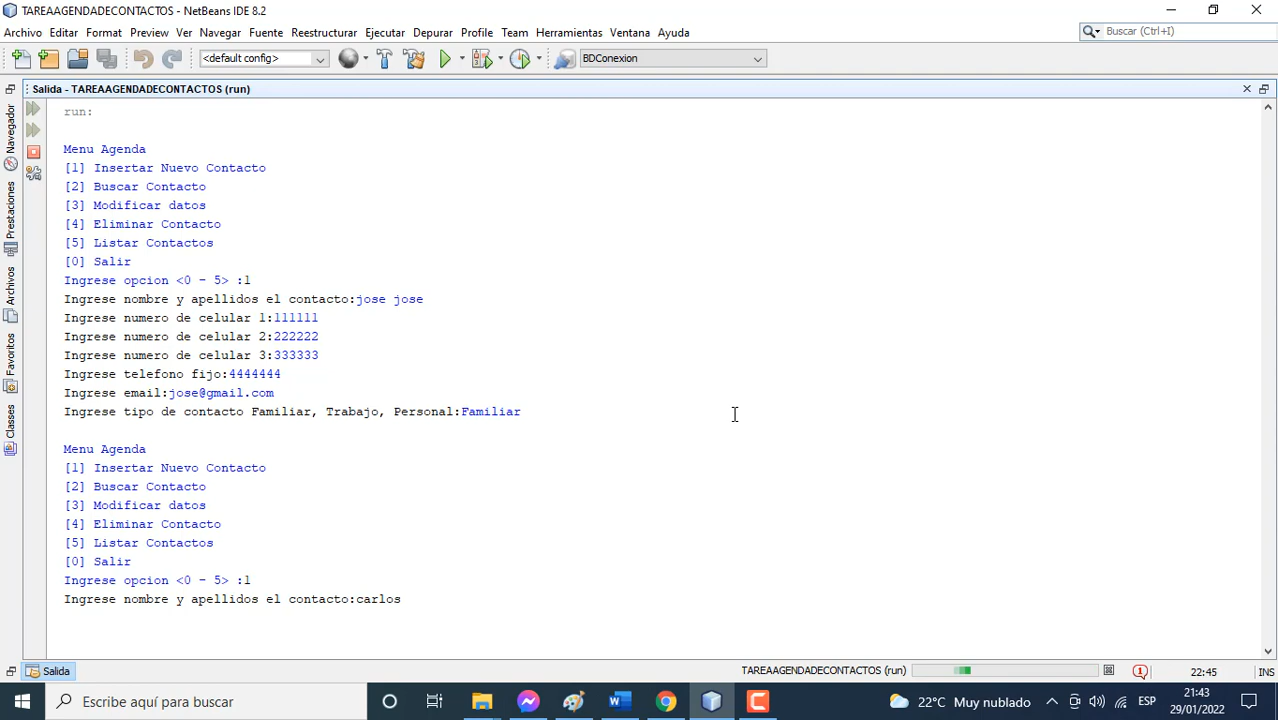 TAREAAGENDADECONTACTOS - NetBeans IDE 8.2
Archivo Editar Format Preview Ver Navegar Fuente Reestructurar Ejecutar Depurar Profile Team Herramientas Ventana Ayuda
Buscar (Ctrl+I)
<default config>
BDConexion
Salida - TAREAAGENDADECONTACTOS (run)
Navegador
Prestaciones
Archivos
Favoritos
Classes
run:
Menu Agenda
[1] Insertar Nuevo Contacto
[2] Buscar Contacto
[3] Modificar datos
[4] Eliminar Contacto
[5] Listar Contactos
[0] Salir
Ingrese opcion <0 - 5> :1
Ingrese nombre y apellidos el contacto:jose jose
Ingrese numero de celular 1:111111
Ingrese numero de celular 2:222222
Ingrese numero de celular 3:333333
Ingrese telefono fijo:4444444
Ingrese email:jose@gmail.com
Ingrese tipo de contacto Familiar, Trabajo, Personal:Familiar
Menu Agenda
[1] Insertar Nuevo Contacto
[2] Buscar Contacto
[3] Modificar datos
[4] Eliminar Contacto
[5] Listar Contactos
[0] Salir
Ingrese opcion <0 - 5> :1
Ingrese nombre y apellidos el contacto:carlos
Salida
TAREAAGENDADECONTACTOS (run)
1
22:45
INS
Escribe aquí para buscar
22°C Muy nublado
ESP
21:43
29/01/2022